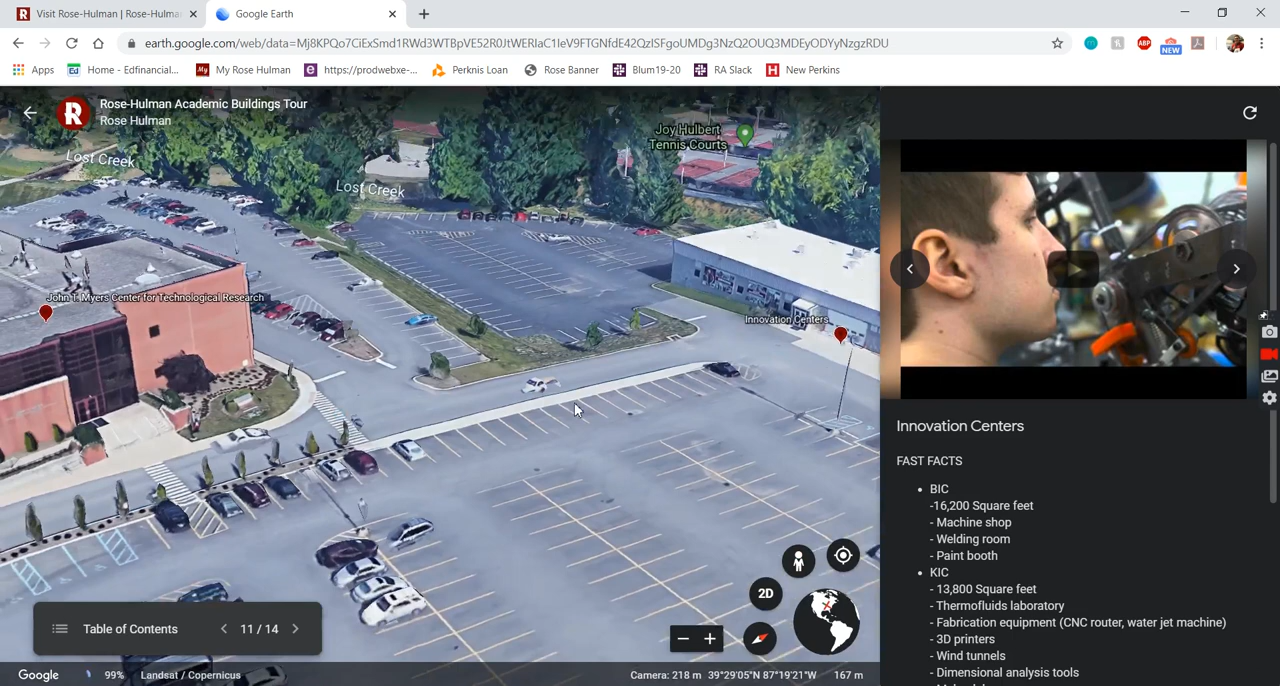 Visit Rose-Hulman | Rose-Hulma
Google Earth
earth.google.com/web/data=Mj8KPQo7CiExSmd1RWd3WTBpVE52R0JtWERIaC1IeV9FTGNfdE42QzISFgoUMDg3NzQ2OUQ3MDEyODYyNzgzRDU
ABP
NEW
Apps
Home - Edfinancial...
My Rose Hulman
https://prodwebxe-...
Perknis Loan
Rose Banner
Blum19-20
RA Slack
New Perkins
R
Rose-Hulman Academic Buildings Tour
Rose Hulman
Joy Hulbert
Tennis Courts
Lost Creek
Lost Creek
John T. Myers Center for Technological Research
Innovation Centers
Innovation Centers
FAST FACTS
BIC
-16,200 Square feet
- Machine shop
- Welding room
- Paint booth
KIC
- 13,800 Square feet
- Thermofluids laboratory
- Fabrication equipment (CNC router, water jet machine)
- 3D printers
- Wind tunnels
- Dimensional analysis tools
2D
Table of Contents
11 / 14
Google
99%
Landsat / Copernicus
Camera: 218 m
39°29'05"N 87°19'21"W
167 m